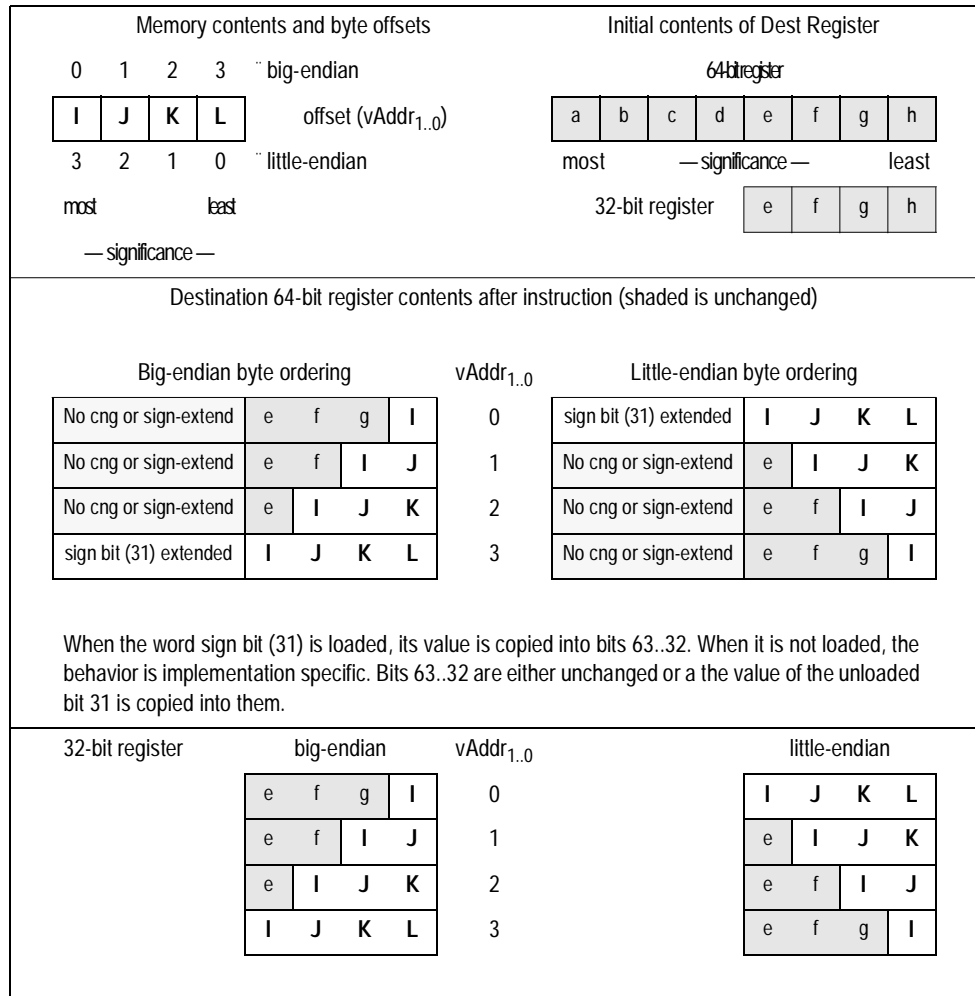 Memory contents and byte offsets Initial contents of Dest Register
0 1 2 3 ¨ big-endian 64-bit register
I J K L offset (vAddr1..0) a b c d e f g h
3 2 1 0 ¨ little-endian most — significance — least
most least 32-bit register e f g h
— significance —
Destination 64-bit register contents after instruction (shaded is unchanged)
Big-endian byte ordering vAddr1..0 Little-endian byte ordering
No cng or sign-extend e f g I 0 sign bit (31) extended I J K L
No cng or sign-extend e f I J 1 No cng or sign-extend e I J K
No cng or sign-extend e I J K 2 No cng or sign-extend e f I J
sign bit (31) extended I J K L 3 No cng or sign-extend e f g I
When the word sign bit (31) is loaded, its value is copied into bits 63..32. When it is not loaded, the
behavior is implementation specific. Bits 63..32 are either unchanged or a the value of the unloaded
bit 31 is copied into them.
32-bit register big-endian vAddr1..0 little-endian
e f g I 0 I J K L
e f I J 1 e I J K
e I J K 2 e f I J
I J K L 3 e f g I